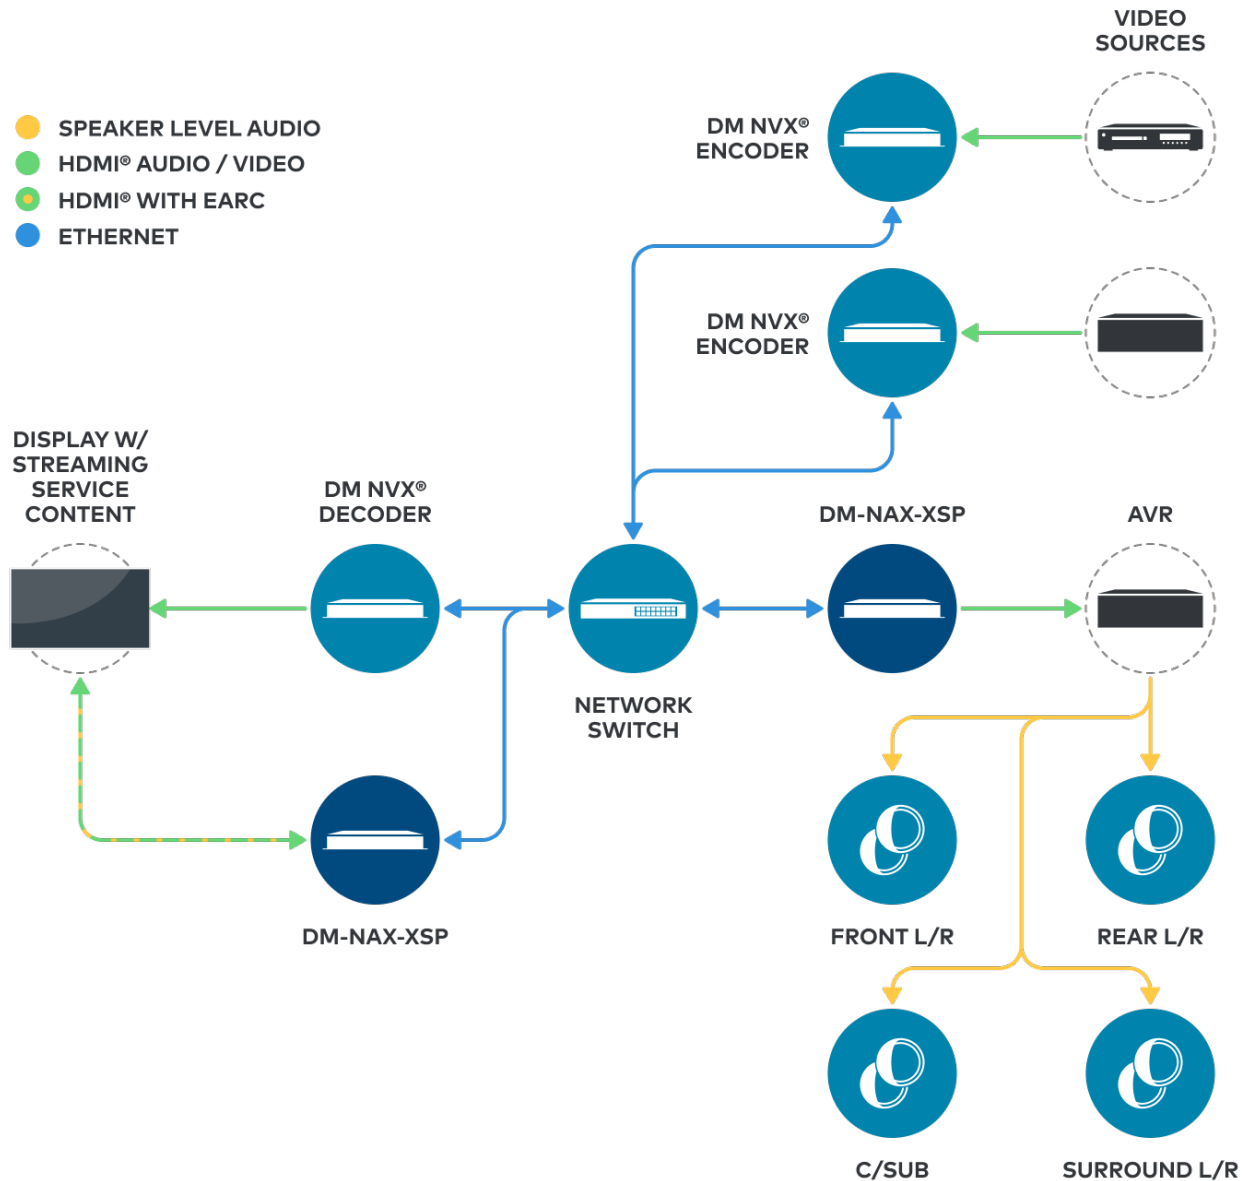 VIDEO
SOURCES
SPEAKER LEVEL AUDIO
HDMI® AUDIO / VIDEO
HDMI® WITH EARC
ETHERNET
DM NVX®
ENCODER
DM NVX®
ENCODER
DISPLAY W/
STREAMING
SERVICE
CONTENT
DM NVX®
DECODER
DM-NAX-XSP
AVR
NETWORK
SWITCH
DM-NAX-XSP
FRONT L/R
REAR L/R
C/SUB
SURROUND L/R